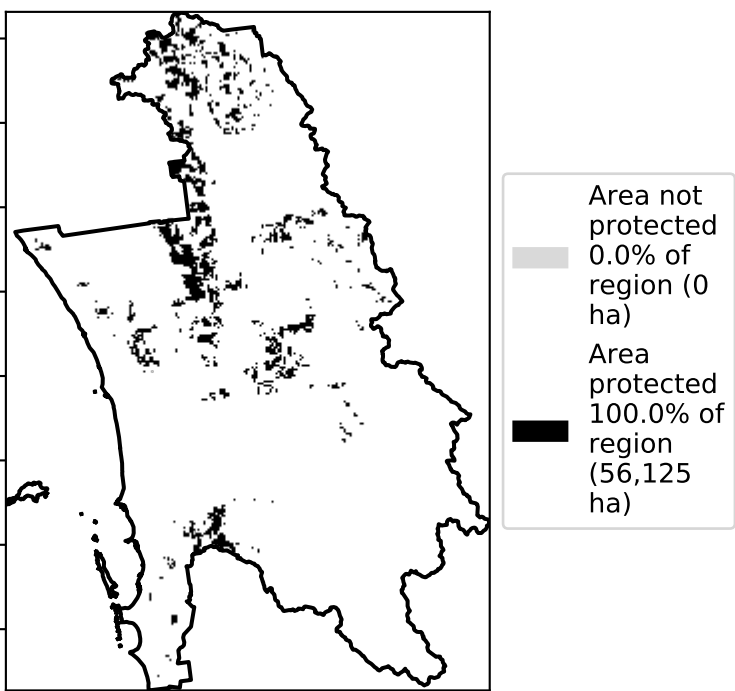 Area not
protected
0.0% of
region (0
ha)
Area
protected
100.0% of
region
(56,125
ha)